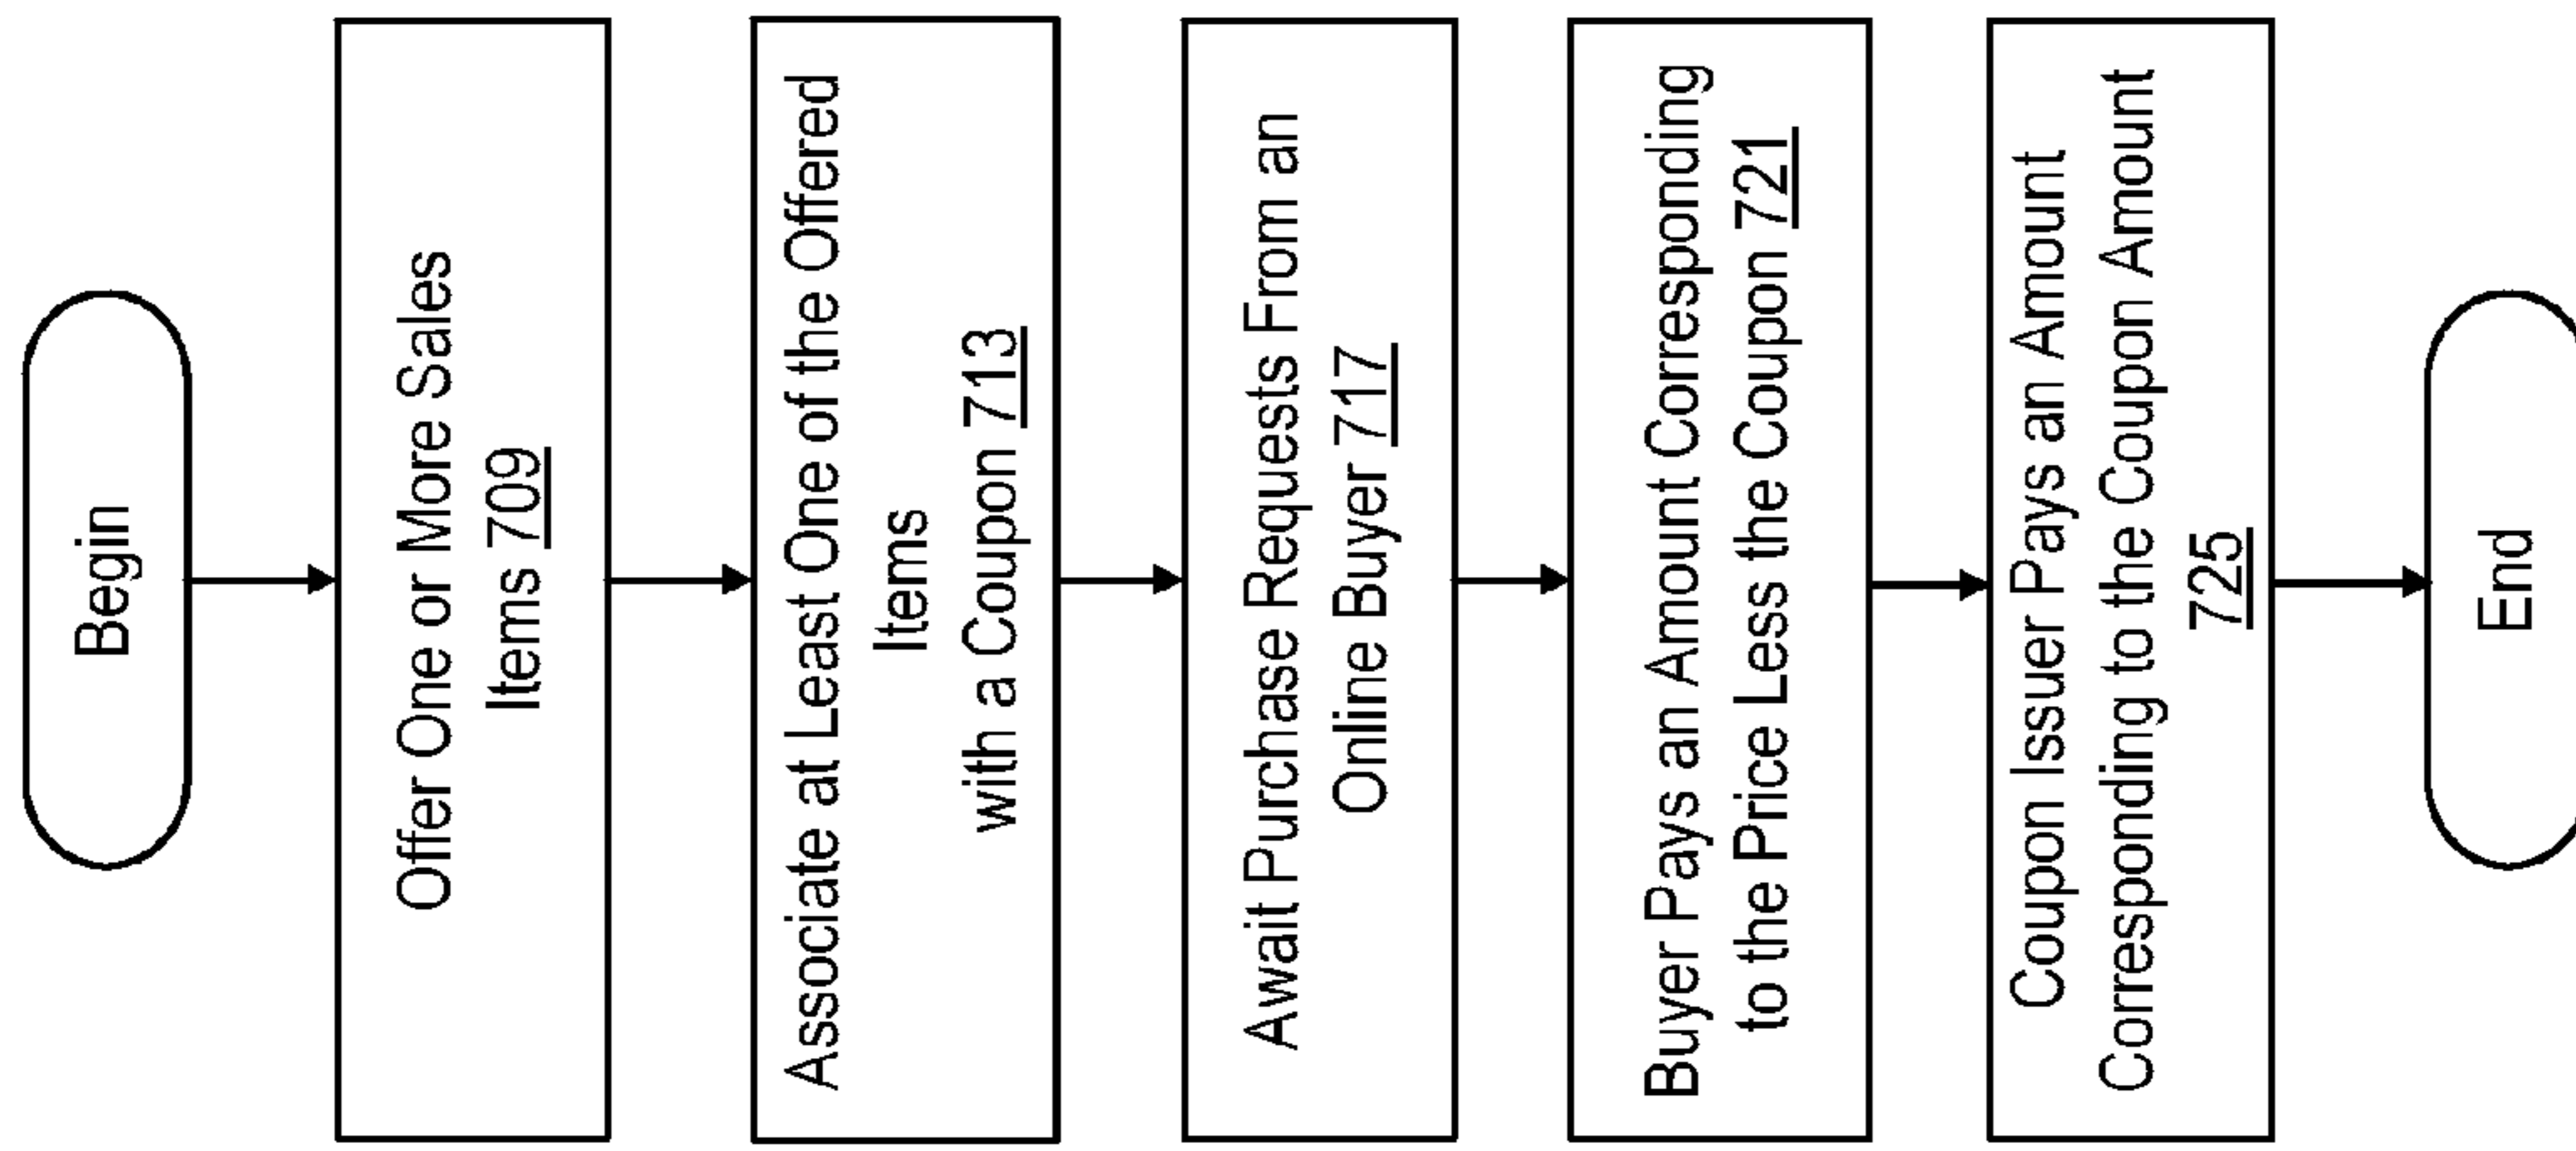 Begin
Offer One or More Sales
Items 709
Associate at Least One of the Offered
Items
with a Coupon 713
Await Purchase Requests From an
Online Buyer 717
Buyer Pays an Amount Corresponding
to the Price Less the Coupon 721
Coupon Issuer Pays an Amount
Corresponding to the Coupon Amount
725
End